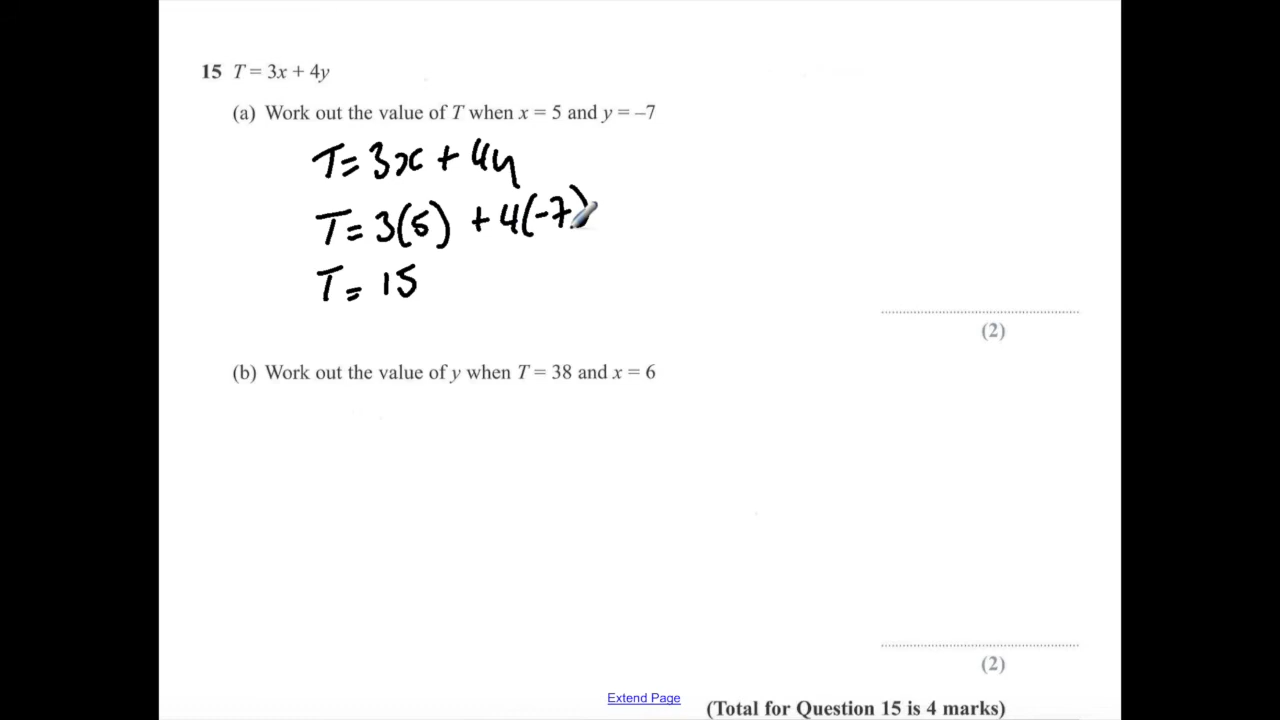 15 T = 3x + 4y
(a) Work out the value of T when x = 5 and y = –7
T = 3x + 4y
T = 3(5) + 4(-7)
T = 15
(2)
(b) Work out the value of y when T = 38 and x = 6
(2)
Extend Page
(Total for Question 15 is 4 marks)